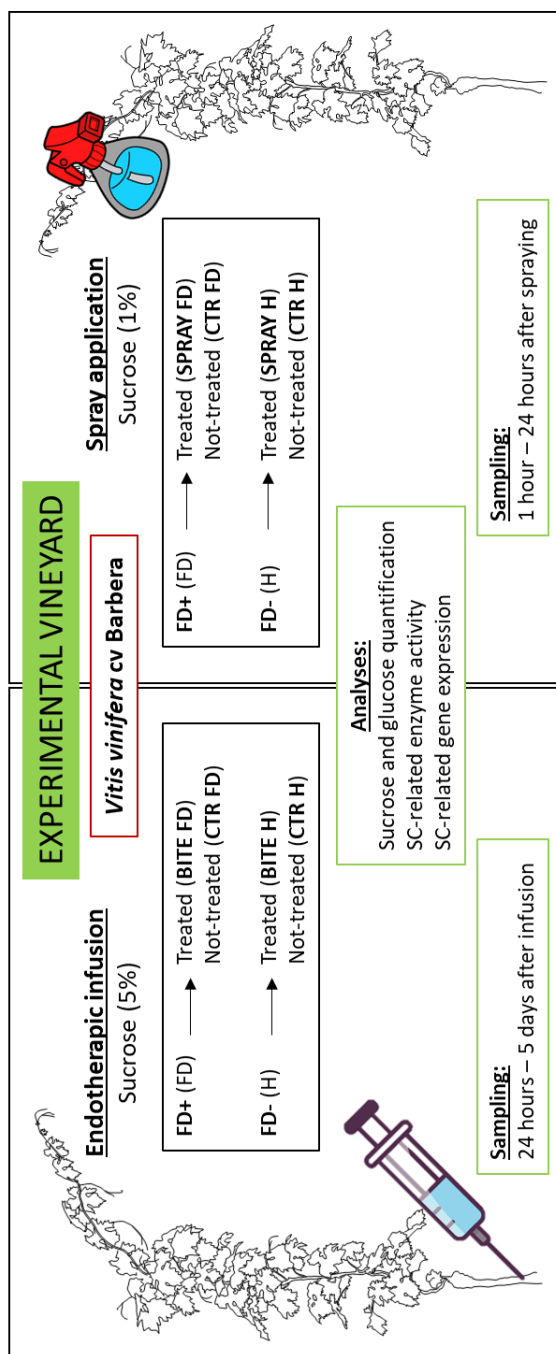 EXPERIMENTAL VINEYARD
Vitis vinifera cv Barbera
Endotherapic infusion
Sucrose (5%)
FD+ (FD) Treated (BITE FD)
Not-treated (CTR FD)
FD- (H) Treated (BITE H)
Not-treated (CTR H)
Spray application
Sucrose (1%)
FD+ (FD) Treated (SPRAY FD)
Not-treated (CTR FD)
FD- (H) Treated (SPRAY H)
Not-treated (CTR H)
Analyses:
Sucrose and glucose quantification
SC-related enzyme activity
SC-related gene expression
Sampling:
24 hours – 5 days after infusion
Sampling:
1 hour – 24 hours after spraying